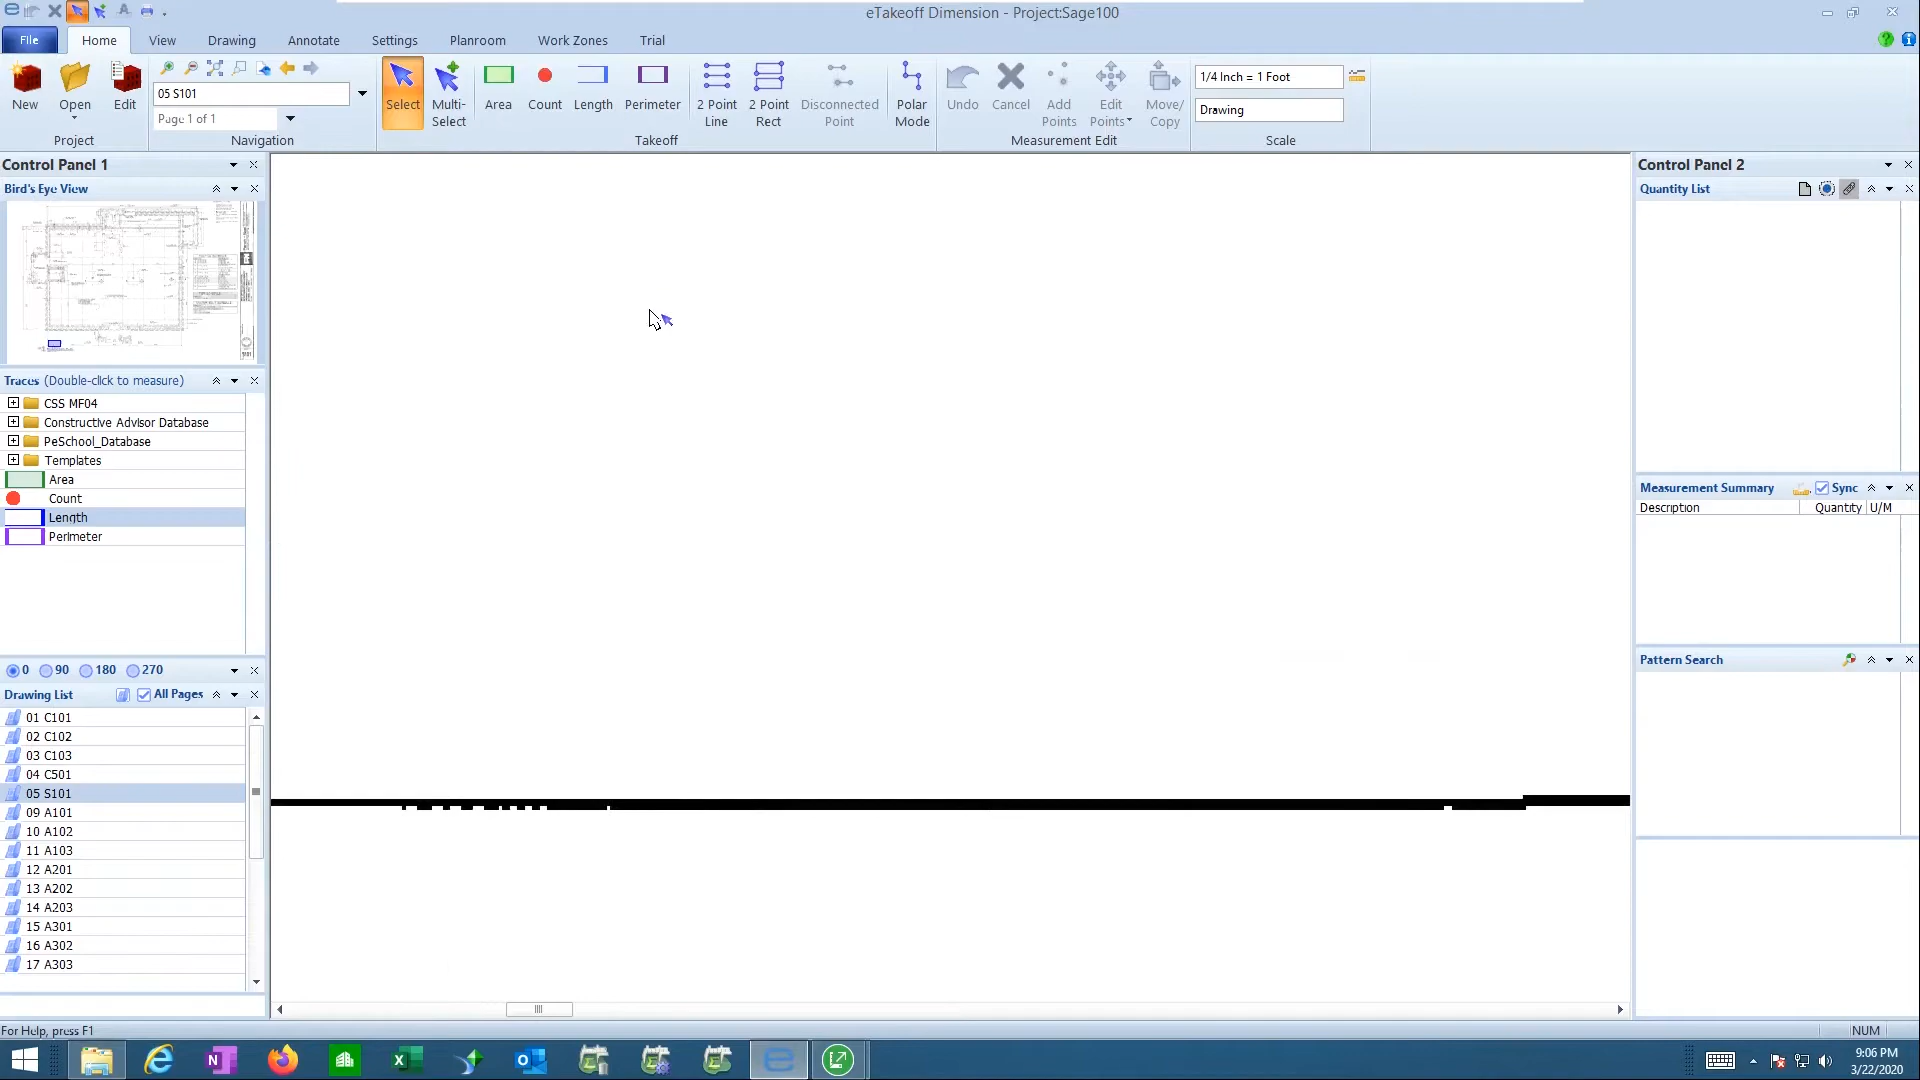 eTakeoff Dimension - Project:Sage100
File
Home
View
Drawing
Annotate
Settings
Planroom
Work Zones
Trial
New
Open
Edit
Project
05 S101
Page 1 of 1
Navigation
Select
Multi-
Select
Area
Count
Length
Perimeter
2 Point
Line
2 Point
Rect
Disconnected
Point
Polar
Mode
Takeoff
Undo
Cancel
Add
Points
Edit
Points
Move/
Copy
Measurement Edit
1/4 Inch = 1 Foot
Drawing
Scale
Control Panel 1
Bird's Eye View
Traces (Double-click to measure)
CSS MF04
Constructive Advisor Database
PeSchool_Database
Templates
Area
Count
Length
Perimeter
0 90 180 270
Drawing List
All Pages
01 C101
02 C102
03 C103
04 C501
05 S101
09 A101
10 A102
11 A103
12 A201
13 A202
14 A203
15 A301
16 A302
17 A303
Control Panel 2
Quantity List
Measurement Summary
Sync
Description Quantity U/M
Pattern Search
For Help, press F1
NUM
9:06 PM
3/22/2020